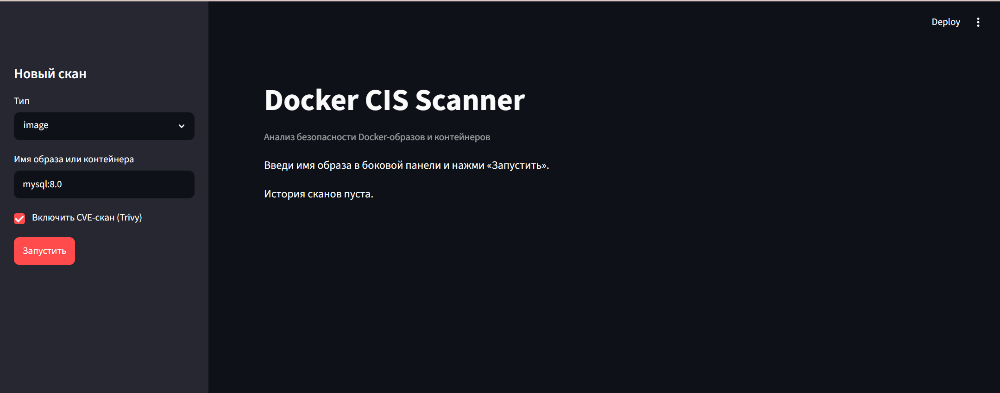 Deploy
Новый скан
Тип
image
Имя образа или контейнера
mysql:8.0
Включить CVE-скан (Trivy)
Запустить
Docker CIS Scanner
Анализ безопасности Docker-образов и контейнеров
Введи имя образа в боковой панели и нажми «Запустить».
История сканов пуста.